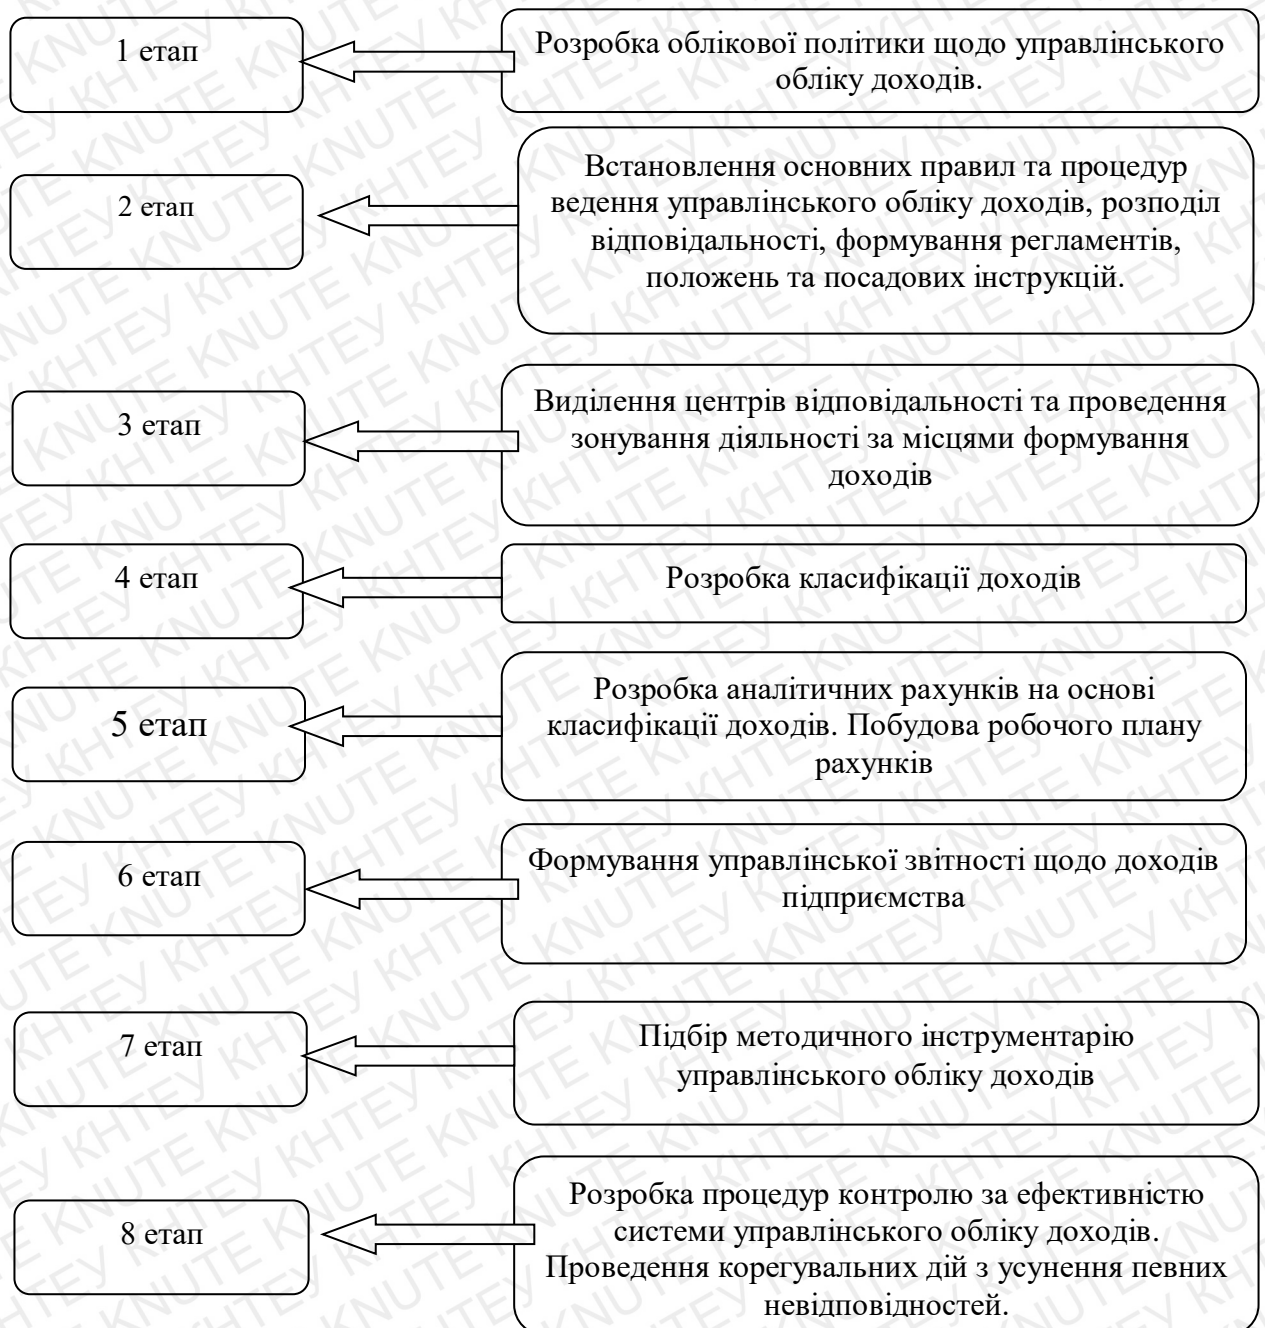 1 етап
Розробка облікової політики щодо управлінського
обліку доходів.
2 етап
Встановлення основних правил та процедур
ведення управлінського обліку доходів, розподіл
відповідальності, формування регламентів,
положень та посадових інструкцій.
3 етап
Виділення центрів відповідальності та проведення
зонування діяльності за місцями формування
доходів
4 етап
Розробка класифікації доходів
5 етап
Розробка аналітичних рахунків на основі
класифікації доходів. Побудова робочого плану
рахунків
6 етап
Формування управлінської звітності щодо доходів
підприємства
7 етап
Підбір методичного інструментарію
управлінського обліку доходів
8 етап
Розробка процедур контролю за ефективністю
системи управлінського обліку доходів.
Проведення корегувальних дій з усунення певних
невідповідностей.